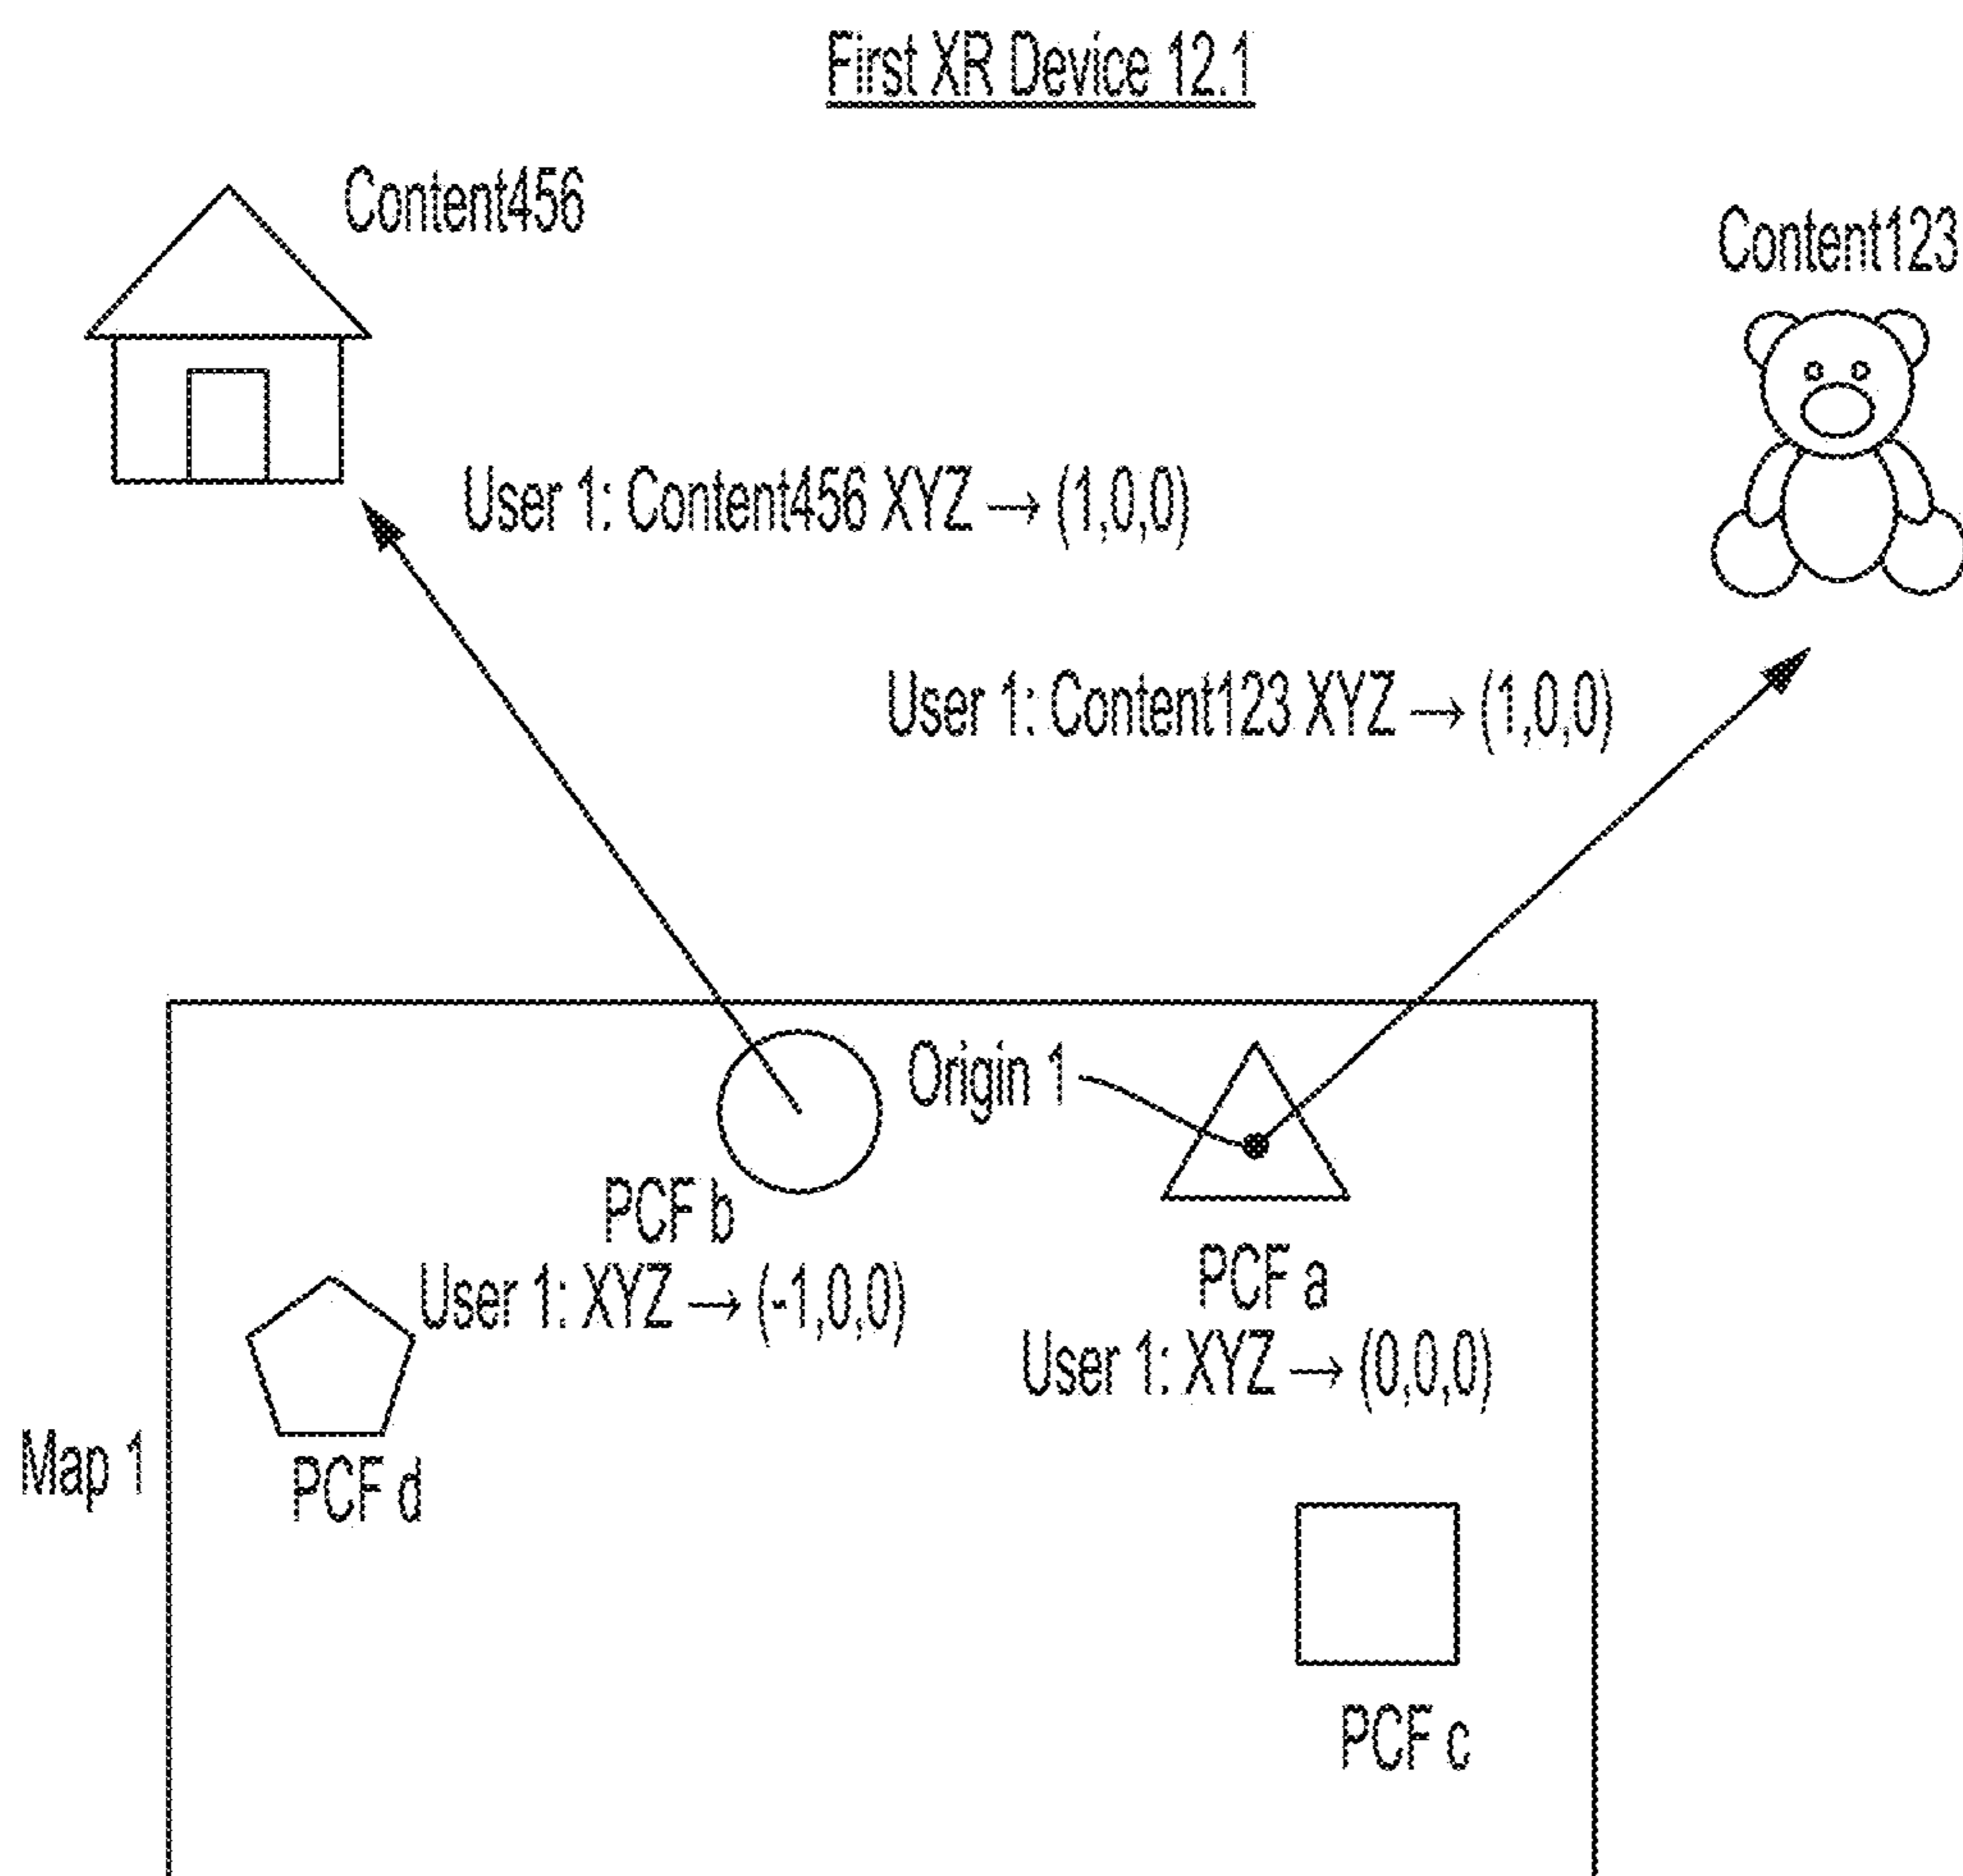 First XR Device 12.1
Content456
Content123
User 1: Content456 XYZ → (1,0,0)
User 1: Content123 XYZ → (1,0,0)
Origin 1
PCF b
User 1: XYZ → (-1,0,0)
PCF a
User 1: XYZ → (0,0,0)
Map 1
PCF d
PCF c